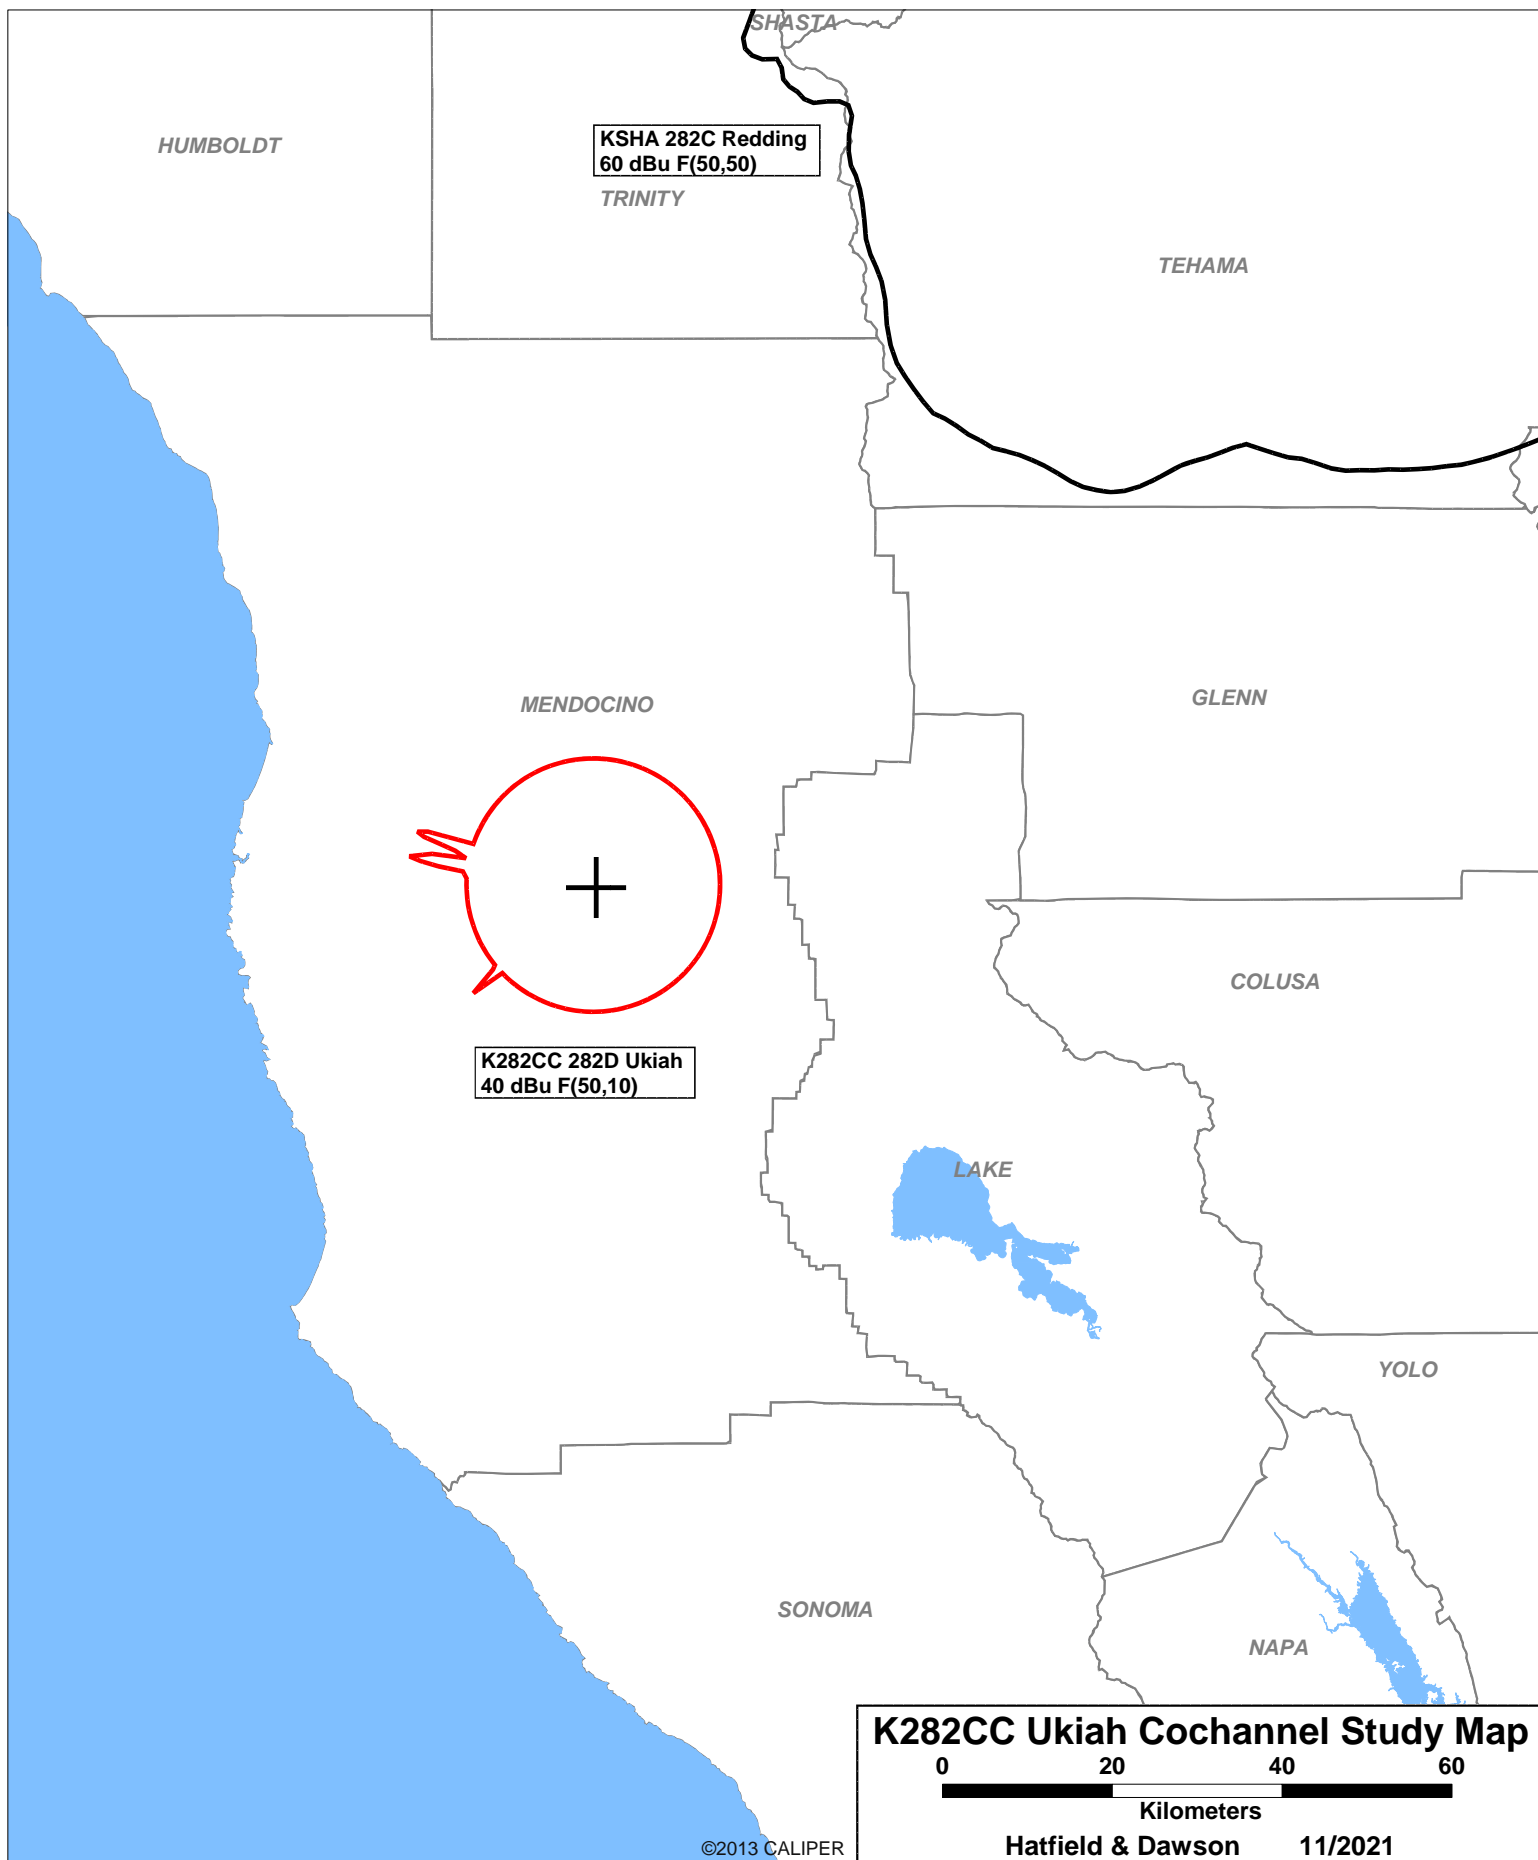 SHASTA
KSHA 282C Redding
60 dBu F(50,50)
HUMBOLDT
TRINITY
TEHAMA
MENDOCINO
GLENN
COLUSA
K282CC 282D Ukiah
40 dBu F(50,10)
LAKE
YOLO
SONOMA
NAPA
K282CC Ukiah Cochannel Study Map
0 20 40 60
Kilometers
Hatfield & Dawson 11/2021
©2013 CALIPER